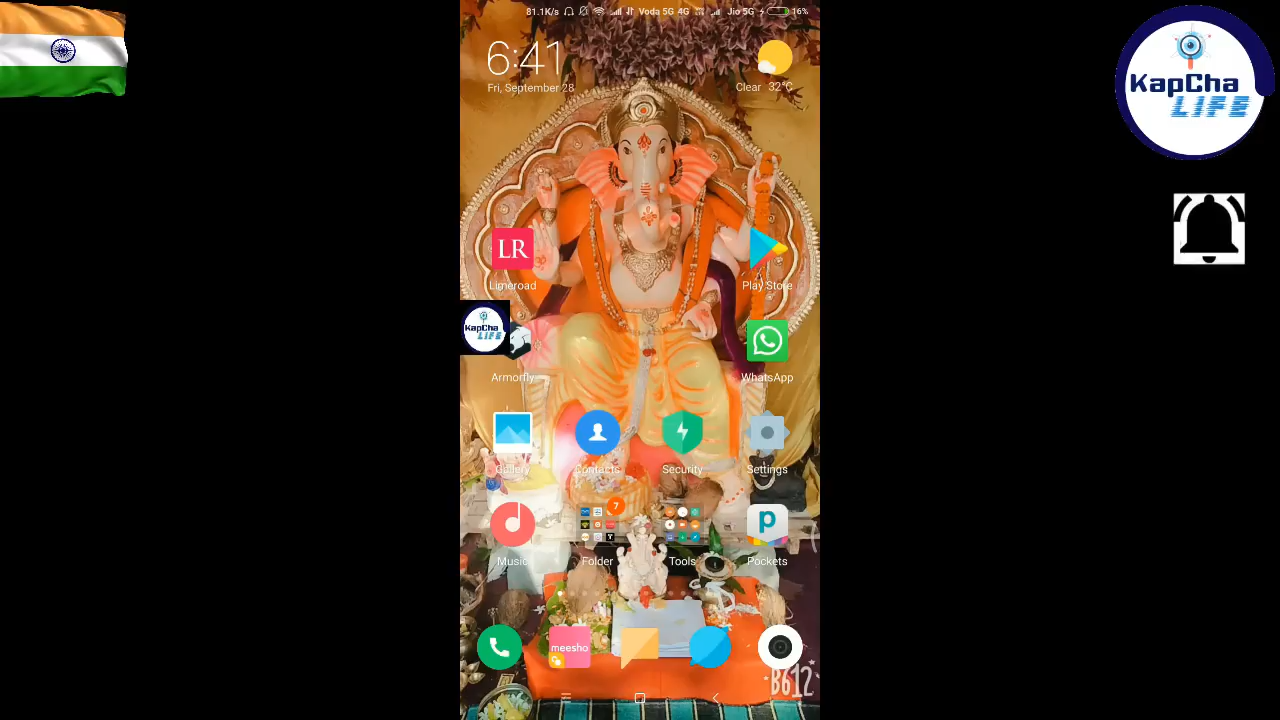 81.1K/s Voda 5G 4G Jio 5G 16%
KapCha
LIFE
6:41
Fri, September 28
Clear 32°C
LR
Limeroad
Play Store
KapCha
LIFE
Armorfly
WhatsApp
Gallery
Contacts
Security
Settings
7
p
Music
Folder
Tools
Pockets
meesho
B612